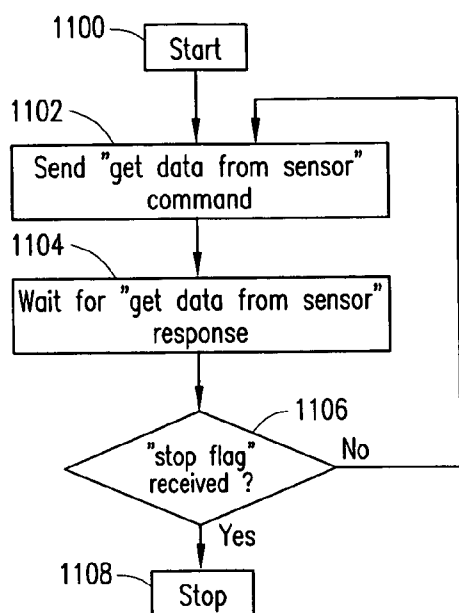 1100
Start
1102
Send "get data from sensor"
command
1104
Wait for "get data from sensor"
response
1106
"stop flag"
received ?
No
Yes
1108
Stop